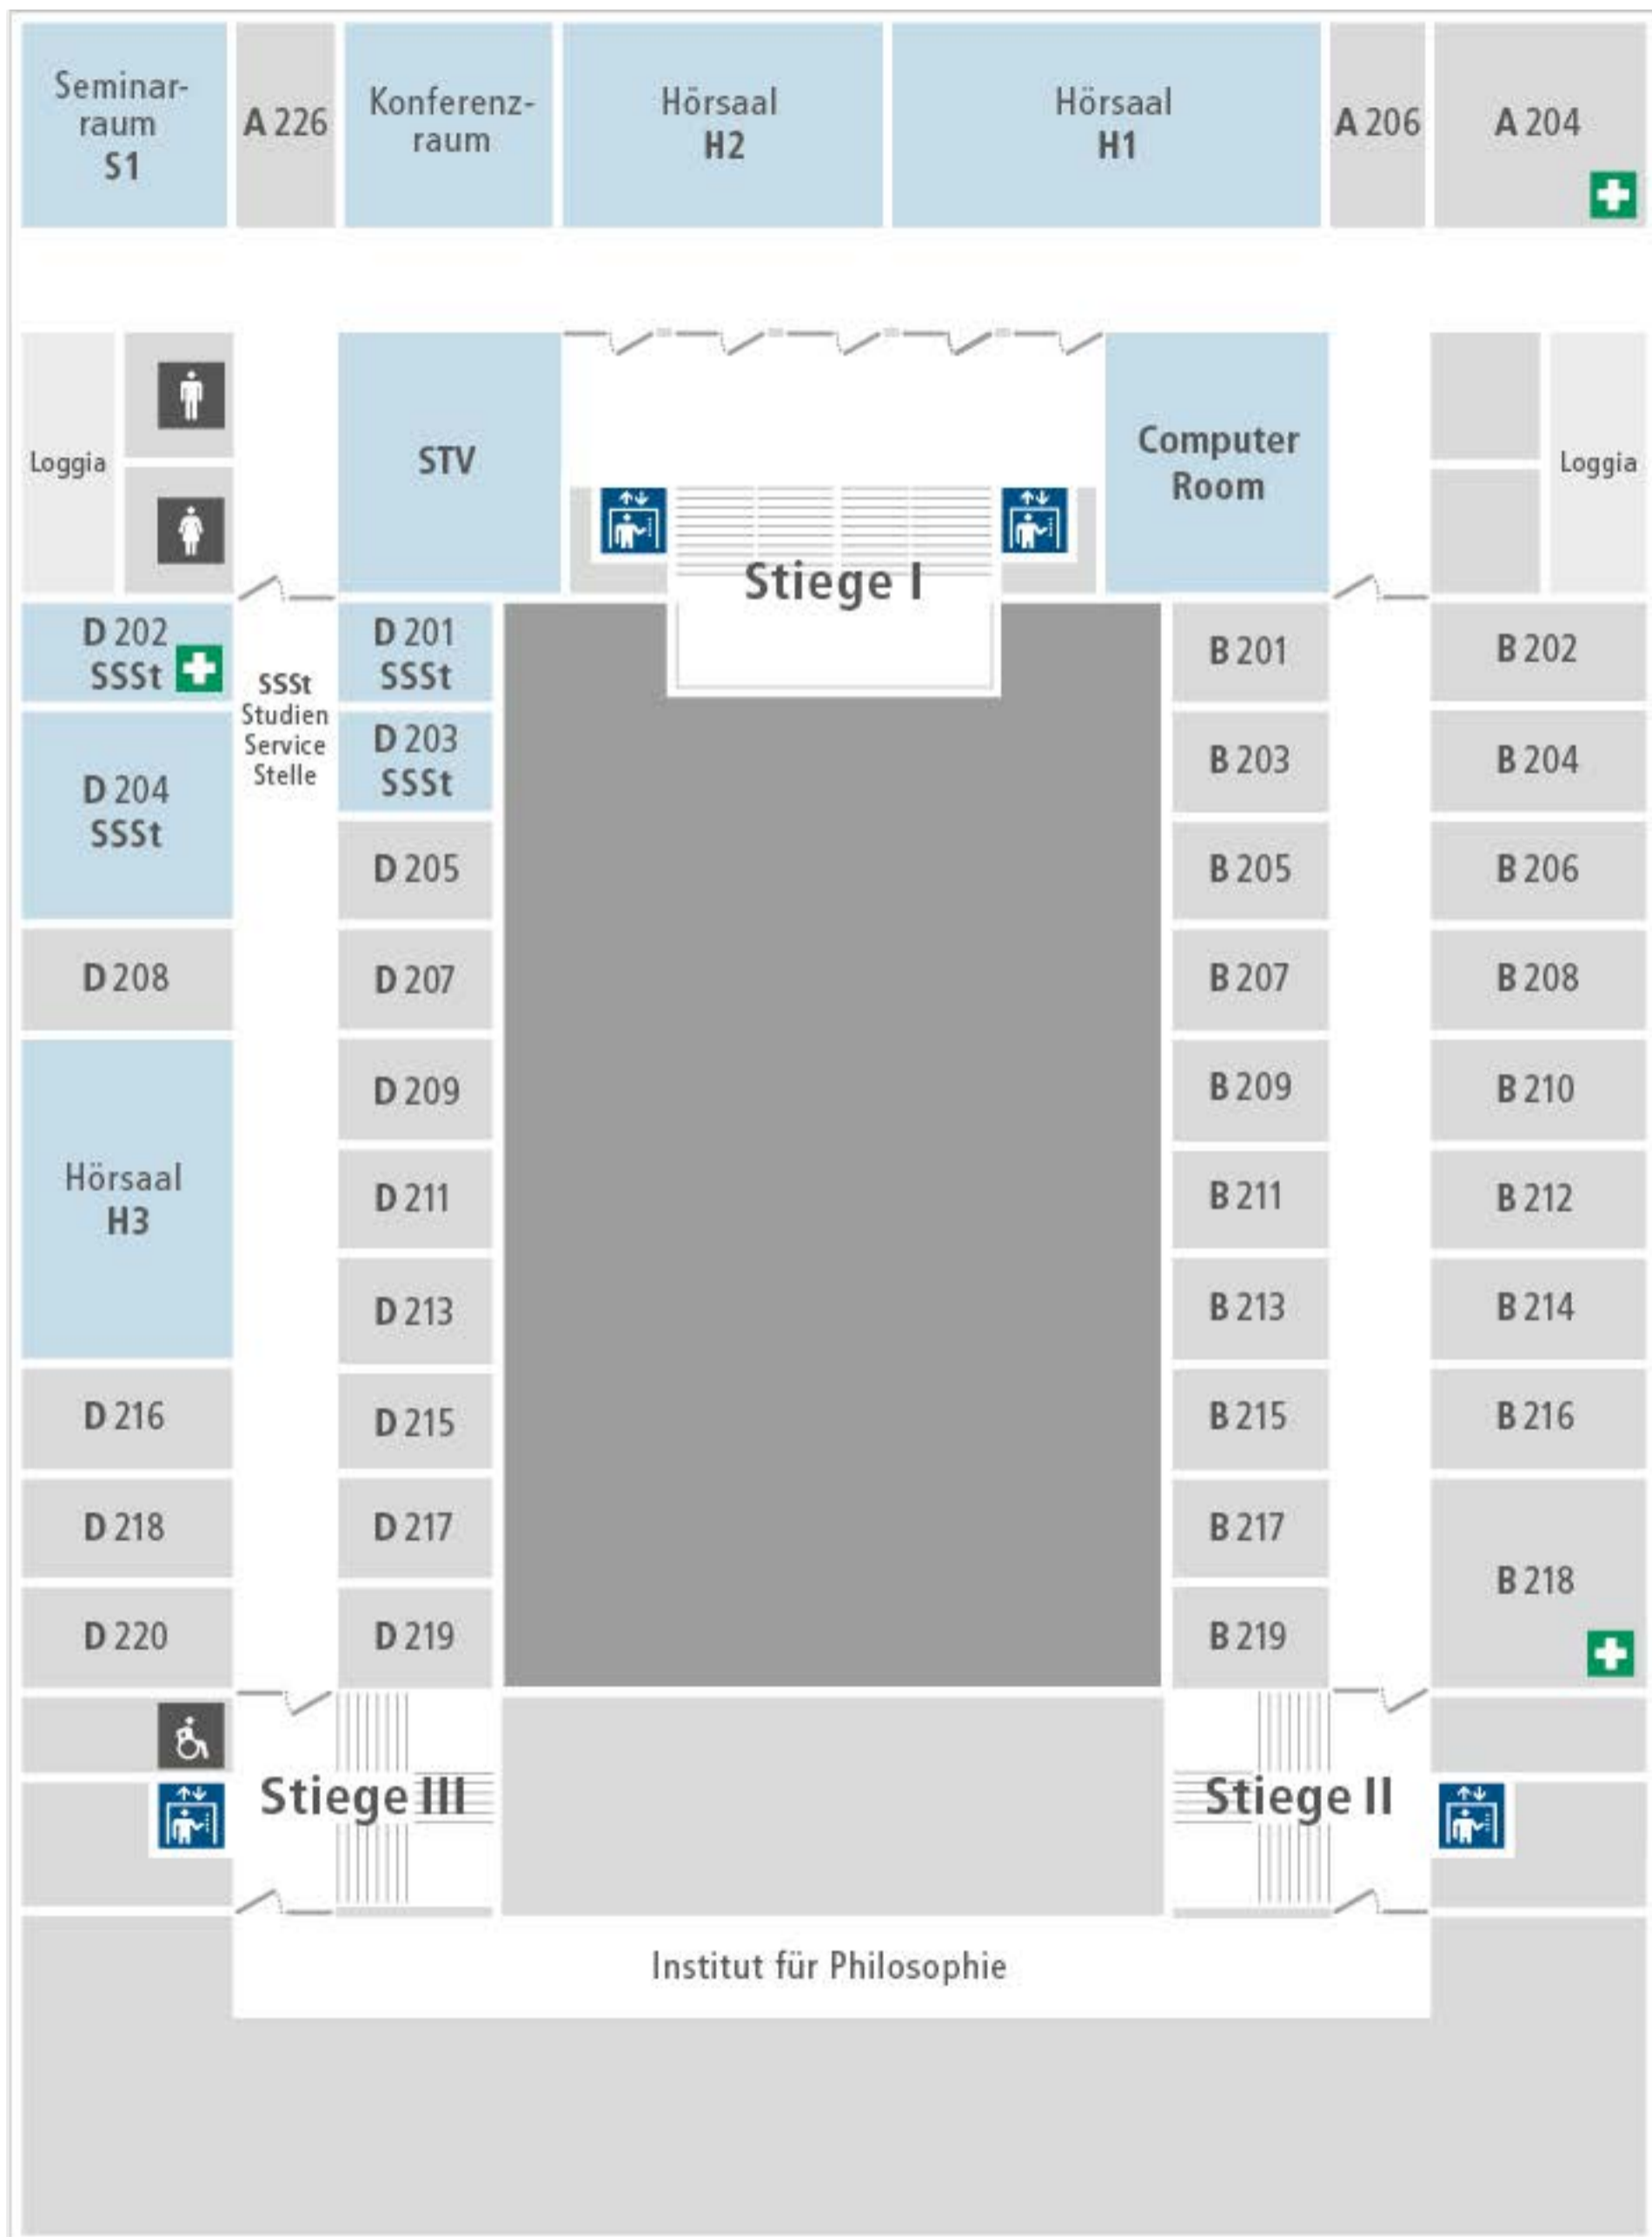 Seminar-
raum
S1
A 226
Konferenz-
raum
Hörsaal
H2
Hörsaal
H1
A 206
A 204
Loggia
STV
Computer
Room
Loggia
Stiege I
D 202
SSSt
SSSt
Studien
Service
Stelle
D 201
SSSt
B 201
B 202
D 204
SSSt
D 203
SSSt
B 203
B 204
D 205
B 205
B 206
D 208
D 207
B 207
B 208
Hörsaal
H3
D 209
B 209
B 210
D 211
B 211
B 212
D 213
B 213
B 214
D 216
D 215
B 215
B 216
D 218
D 217
B 217
B 218
D 220
D 219
B 219
Stiege III
Stiege II
Institut für Philosophie